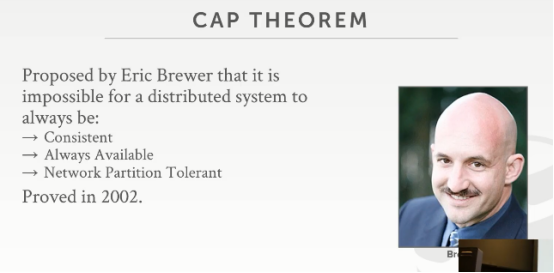 CAP THEOREM
Proposed by Eric Brewer that it is
impossible for a distributed system to
always be:
→ Consistent
→ Always Available
→ Network Partition Tolerant
Proved in 2002.